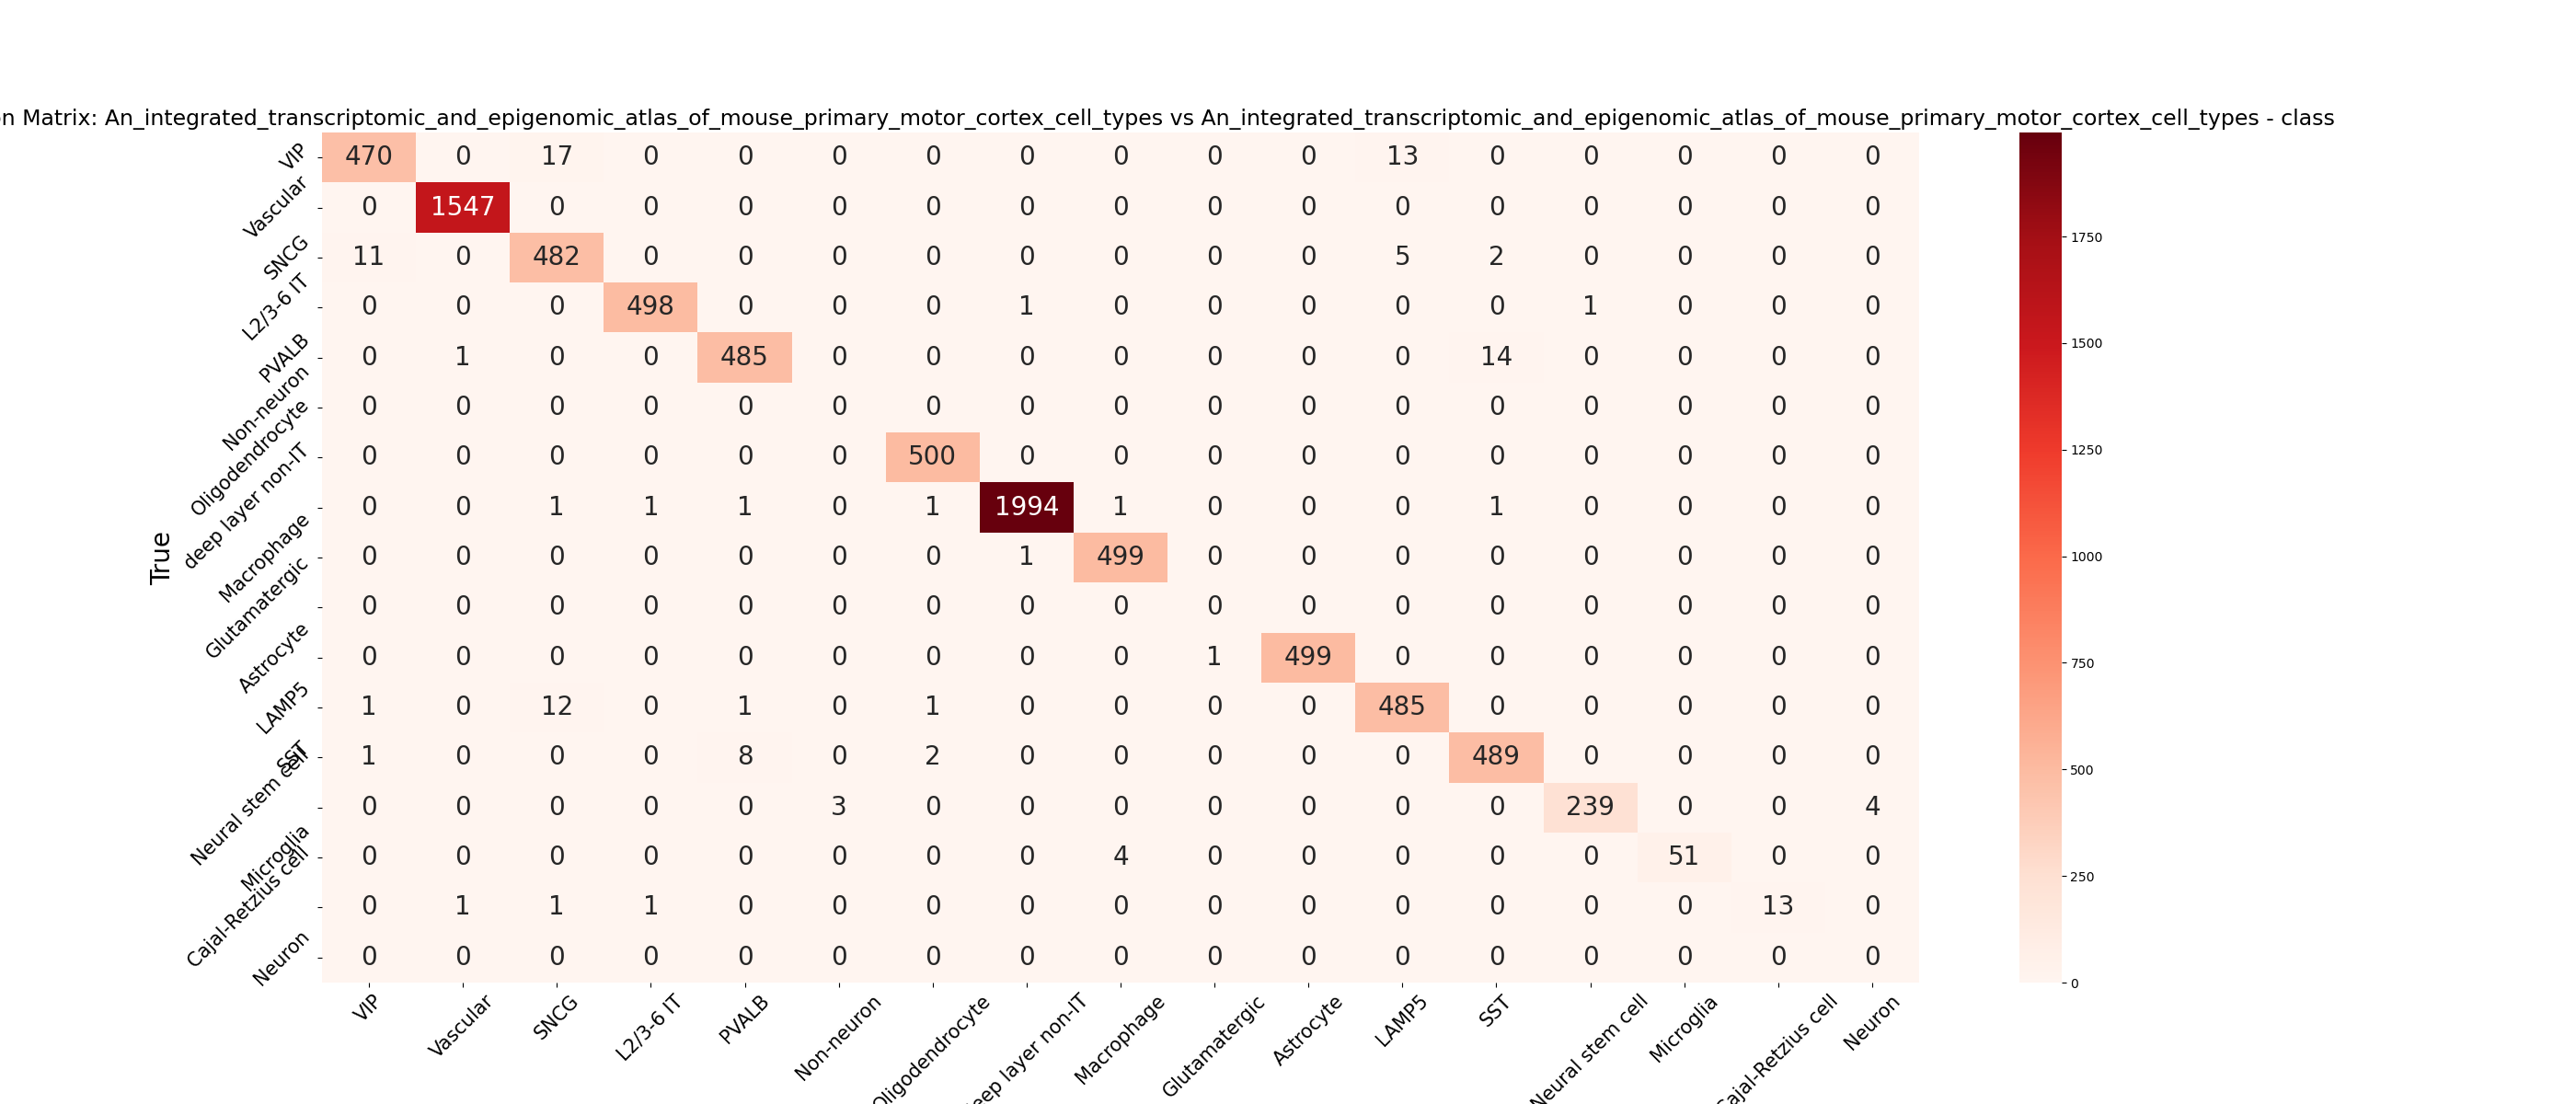 n Matrix: An_integrated_transcriptomic_and_epigenomic_atlas_of_mouse_primary_motor_cortex_cell_types vs An_integrated_transcriptomic_and_epigenomic_atlas_of_mouse_primary_motor_cortex_cell_types - class
VIP 470 0 17 0 0 0 0 0 0 0 0 13 0 0 0 0 0
Vascular 0 1547 0 0 0 0 0 0 0 0 0 0 0 0 0 0 0
SNCG 11 0 482 0 0 0 0 0 0 0 0 5 2 0 0 0 0
L2/3-6 IT 0 0 0 498 0 0 0 1 0 0 0 0 0 1 0 0 0
PVALB 0 1 0 0 485 0 0 0 0 0 0 0 14 0 0 0 0
Non-neuron 0 0 0 0 0 0 0 0 0 0 0 0 0 0 0 0 0
Oligodendrocyte 0 0 0 0 0 0 500 0 0 0 0 0 0 0 0 0 0
deep layer non-IT 0 0 1 1 1 0 1 1994 1 0 0 0 1 0 0 0 0
Macrophage 0 0 0 0 0 0 0 1 499 0 0 0 0 0 0 0 0
Glutamatergic 0 0 0 0 0 0 0 0 0 0 0 0 0 0 0 0 0
Astrocyte 0 0 0 0 0 0 0 0 0 1 499 0 0 0 0 0 0
LAMP5 1 0 12 0 1 0 1 0 0 0 0 485 0 0 0 0 0
SST 1 0 0 0 8 0 2 0 0 0 0 0 489 0 0 0 0
Neural stem cell 0 0 0 0 0 3 0 0 0 0 0 0 0 239 0 0 4
Microglia 0 0 0 0 0 0 0 0 4 0 0 0 0 0 51 0 0
Cajal-Retzius cell 0 1 1 1 0 0 0 0 0 0 0 0 0 0 0 13 0
Neuron 0 0 0 0 0 0 0 0 0 0 0 0 0 0 0 0 0
True
VIP Vascular SNCG L2/3-6 IT PVALB Non-neuron Oligodendrocyte eep layer non-IT Macrophage Glutamatergic Astrocyte LAMP5 SST Neural stem cell Microglia Cajal-Retzius cell Neuron
1750
1500
1250
1000
750
500
250
0